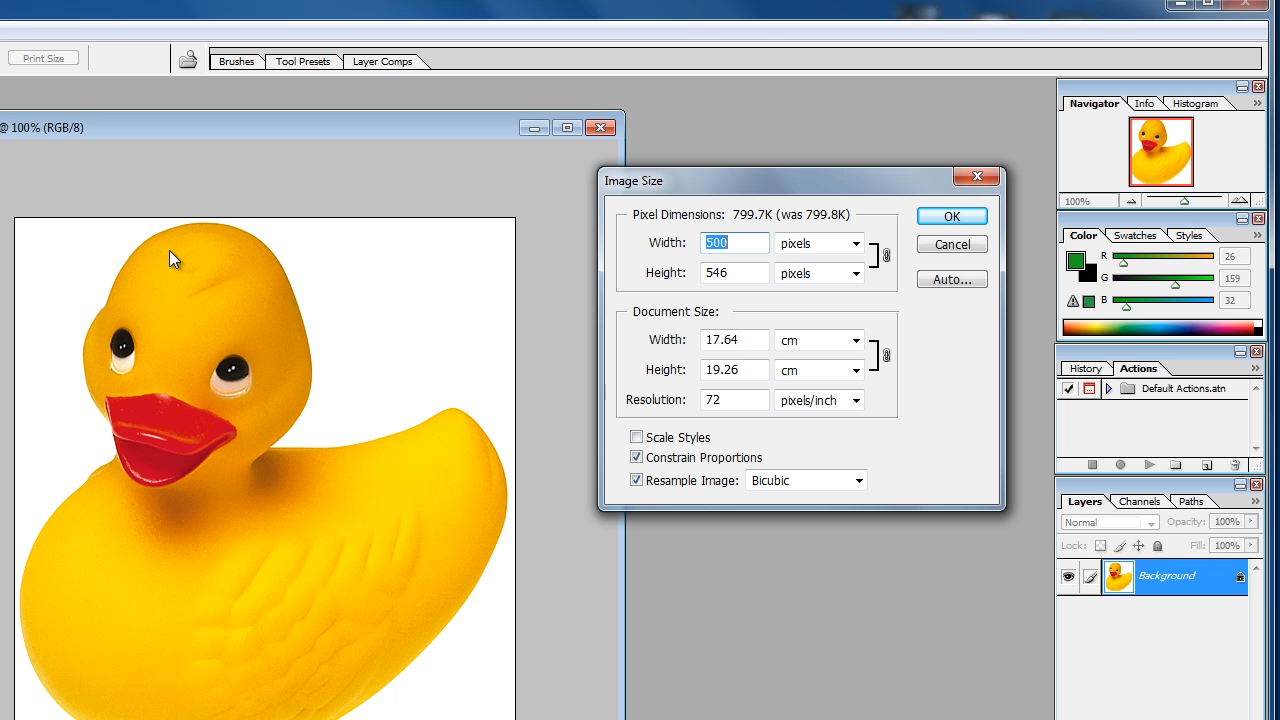 Print Size
Brushes
Tool Presets
Layer Comps
@ 100% (RGB/8)
Navigator
Info
Histogram
100%
Image Size
Pixel Dimensions: 799.7K (was 799.8K)
Width: 500 pixels
Height: 546 pixels
OK
Cancel
Auto...
Document Size:
Width: 17.64 cm
Height: 19.26 cm
Resolution: 72 pixels/inch
Scale Styles
Constrain Proportions
Resample Image: Bicubic
Color
Swatches
Styles
R 26
G 159
B 32
History
Actions
Default Actions.atn
Layers
Channels
Paths
Normal
Opacity: 100%
Lock:
Fill: 100%
Background